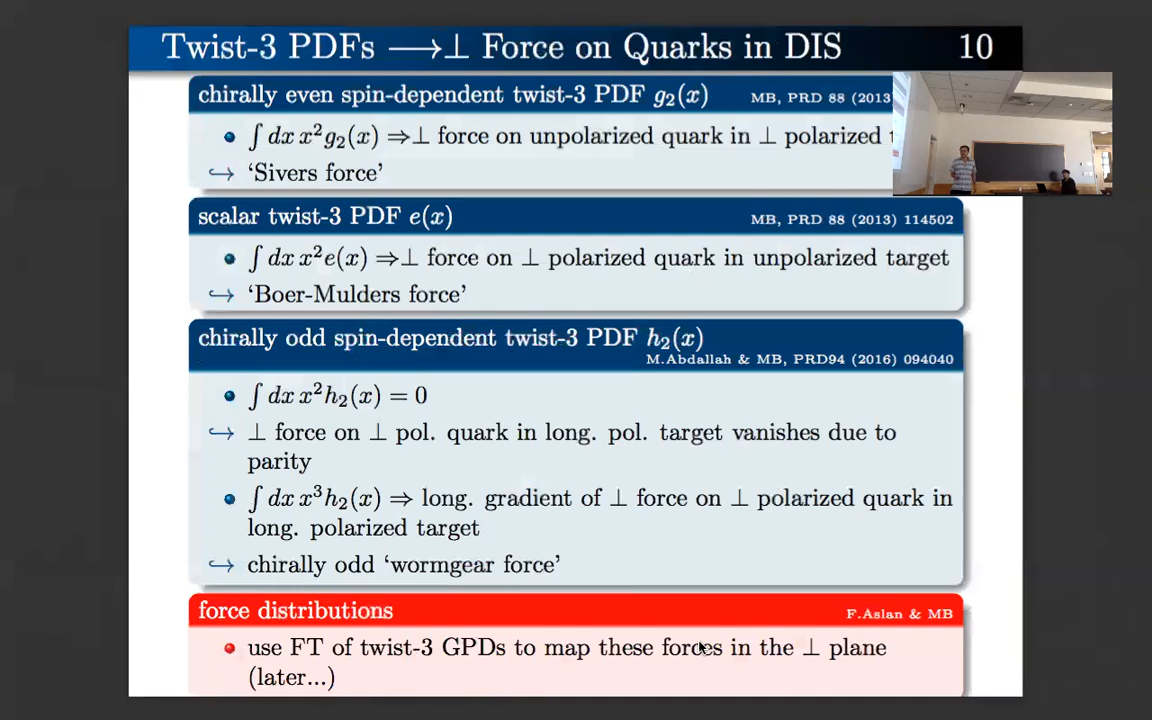 Twist-3 PDFs ⟶⊥ Force on Quarks in DIS 10
chirally even spin-dependent twist-3 PDF g₂(x) MB, PRD 88 (2013
∫ dx x²g₂(x) ⇒⊥ force on unpolarized quark in ⊥ polarized
↪ ‘Sivers force’
scalar twist-3 PDF e(x) MB, PRD 88 (2013) 114502
∫ dx x²e(x) ⇒⊥ force on ⊥ polarized quark in unpolarized target
↪ ‘Boer-Mulders force’
chirally odd spin-dependent twist-3 PDF h₂(x)
M.Abdallah & MB, PRD94 (2016) 094040
∫ dx x²h₂(x) = 0
↪ ⊥ force on ⊥ pol. quark in long. pol. target vanishes due to
parity
∫ dx x³h₂(x) ⇒ long. gradient of ⊥ force on ⊥ polarized quark in
long. polarized target
↪ chirally odd ‘wormgear force’
force distributions F.Aslan & MB
use FT of twist-3 GPDs to map these forces in the ⊥ plane
(later...)